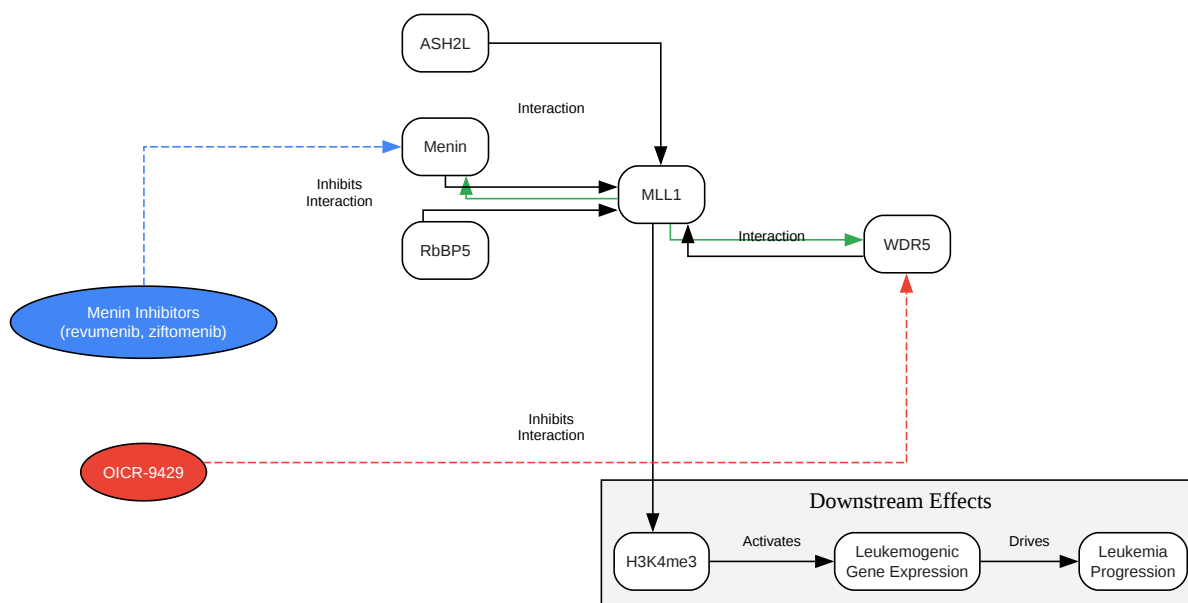 ASH2L
Interaction
Menin
Inhibits
Interaction
MLL1
RbBP5
Interaction
WDR5
Menin Inhibitors
(revumenib, ziftomenib)
Inhibits
Interaction
OICR-9429
Downstream Effects
H3K4me3
Activates
Leukemogenic
Gene Expression
Drives
Leukemia
Progression